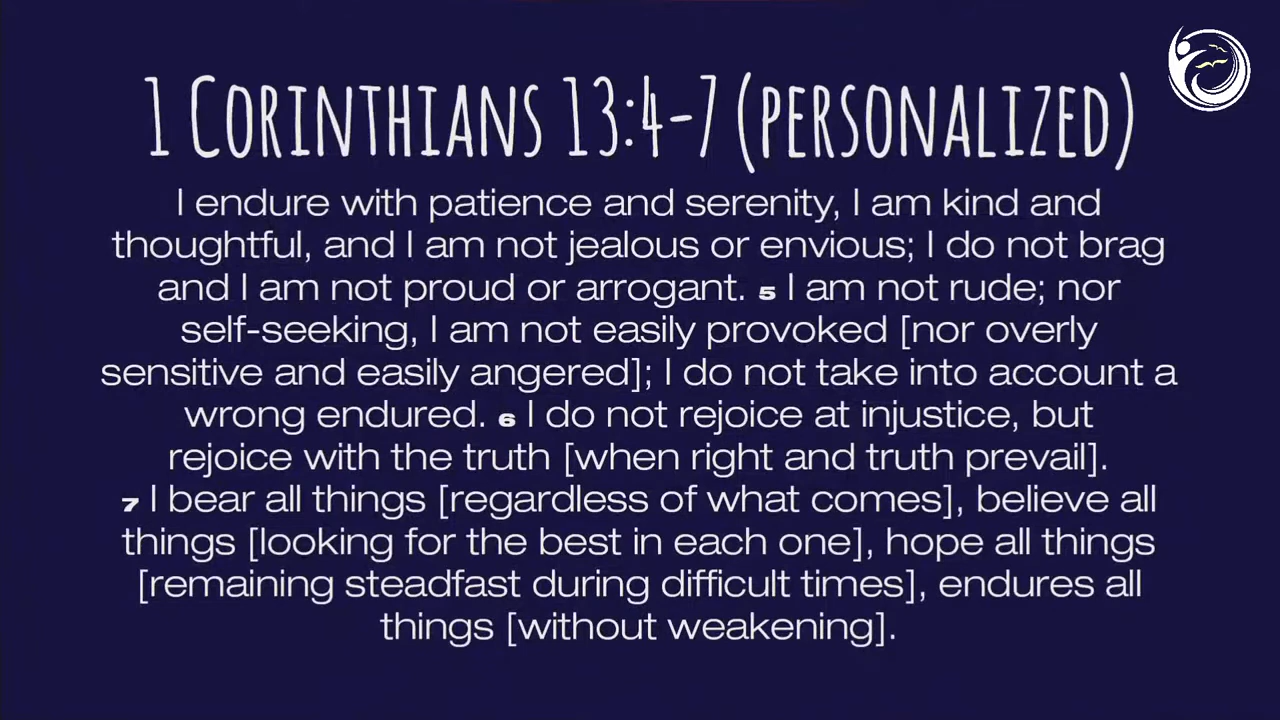 1 CORINTHIANS 13:4-7 (PERSONALIZED)
I endure with patience and serenity, I am kind and
thoughtful, and I am not jealous or envious; I do not brag
and I am not proud or arrogant. 5 I am not rude; nor
self-seeking, I am not easily provoked [nor overly
sensitive and easily angered]; I do not take into account a
wrong endured. 6 I do not rejoice at injustice, but
rejoice with the truth [when right and truth prevail].
7 I bear all things [regardless of what comes], believe all
things [looking for the best in each one], hope all things
[remaining steadfast during difficult times], endures all
things [without weakening].